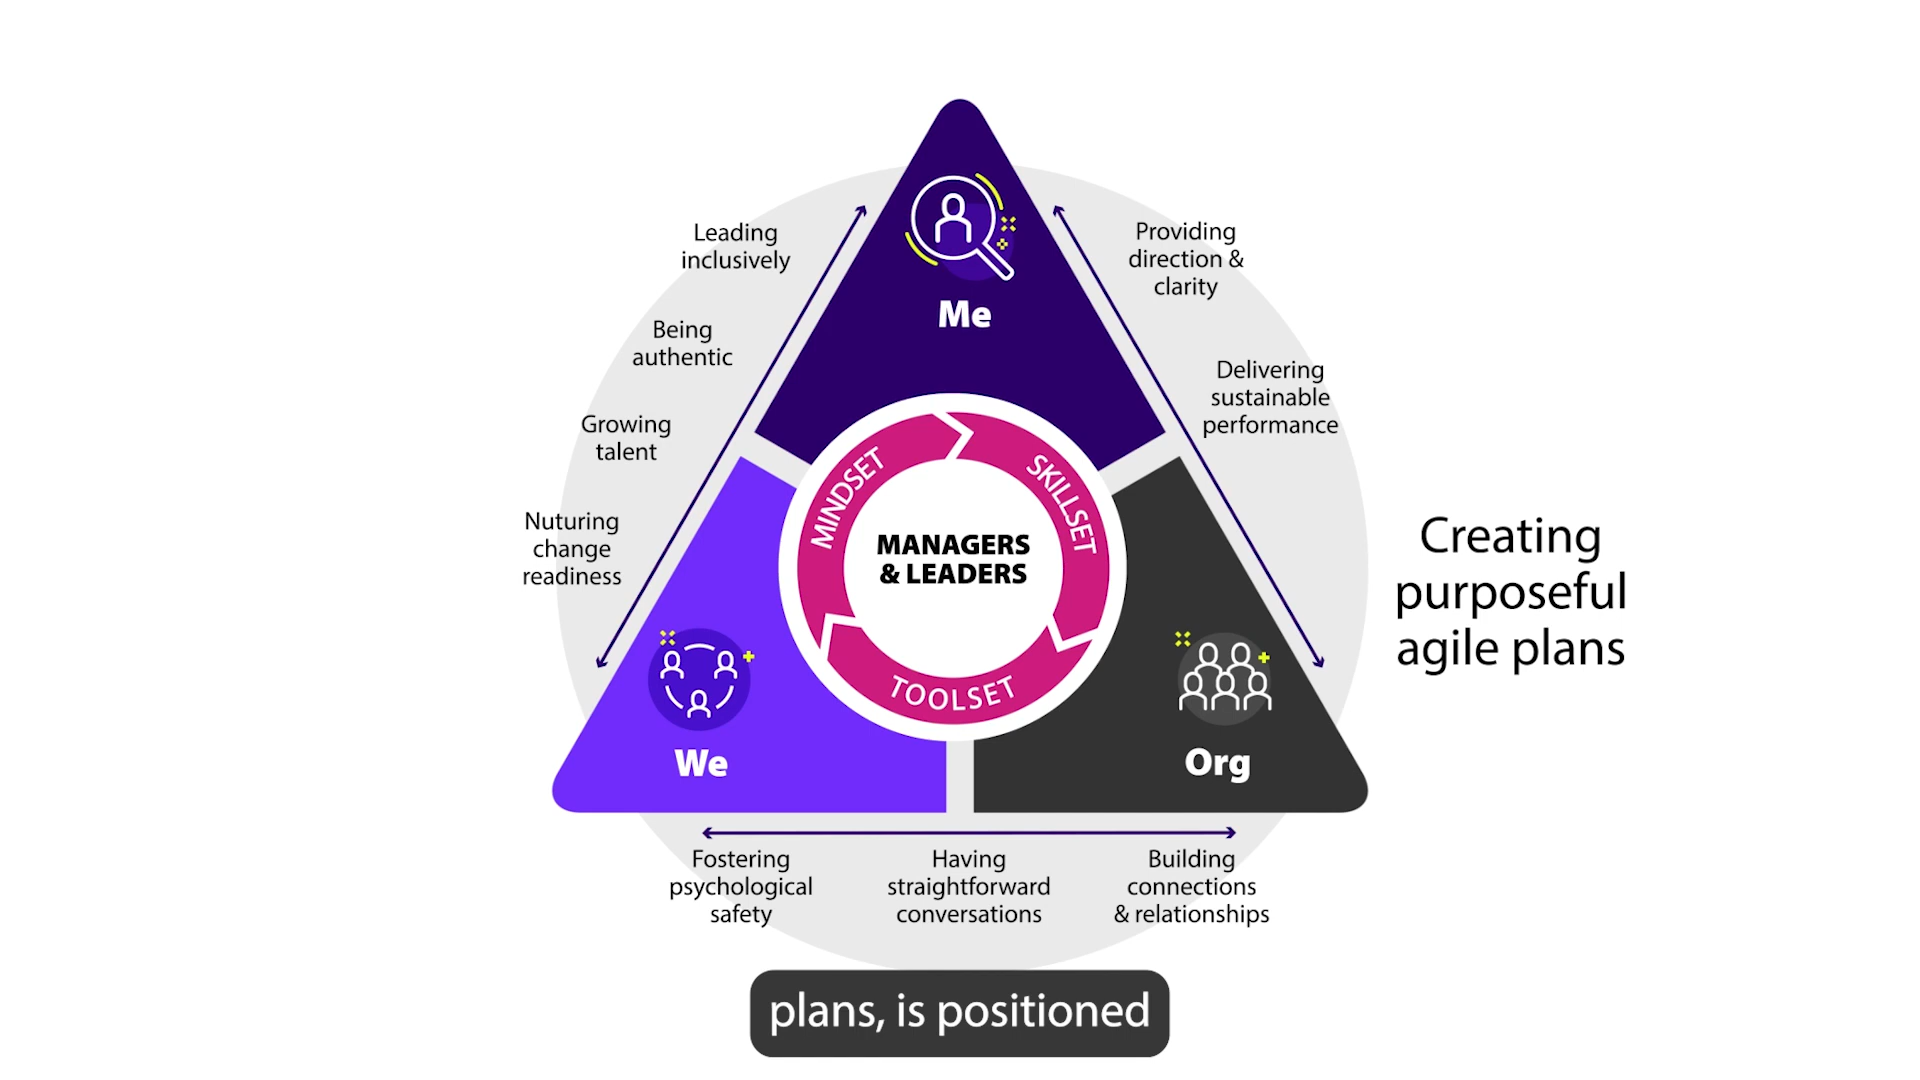 Me
Leading
inclusively
Being
authentic
Growing
talent
Nuturing
change
readiness
Providing
direction &
clarity
Delivering
sustainable
performance
Creating
purposeful
agile plans
MINDSET
SKILLSET
TOOLSET
MANAGERS
& LEADERS
We
Org
Fostering
psychological
safety
Having
straightforward
conversations
Building
connections
& relationships
plans, is positioned